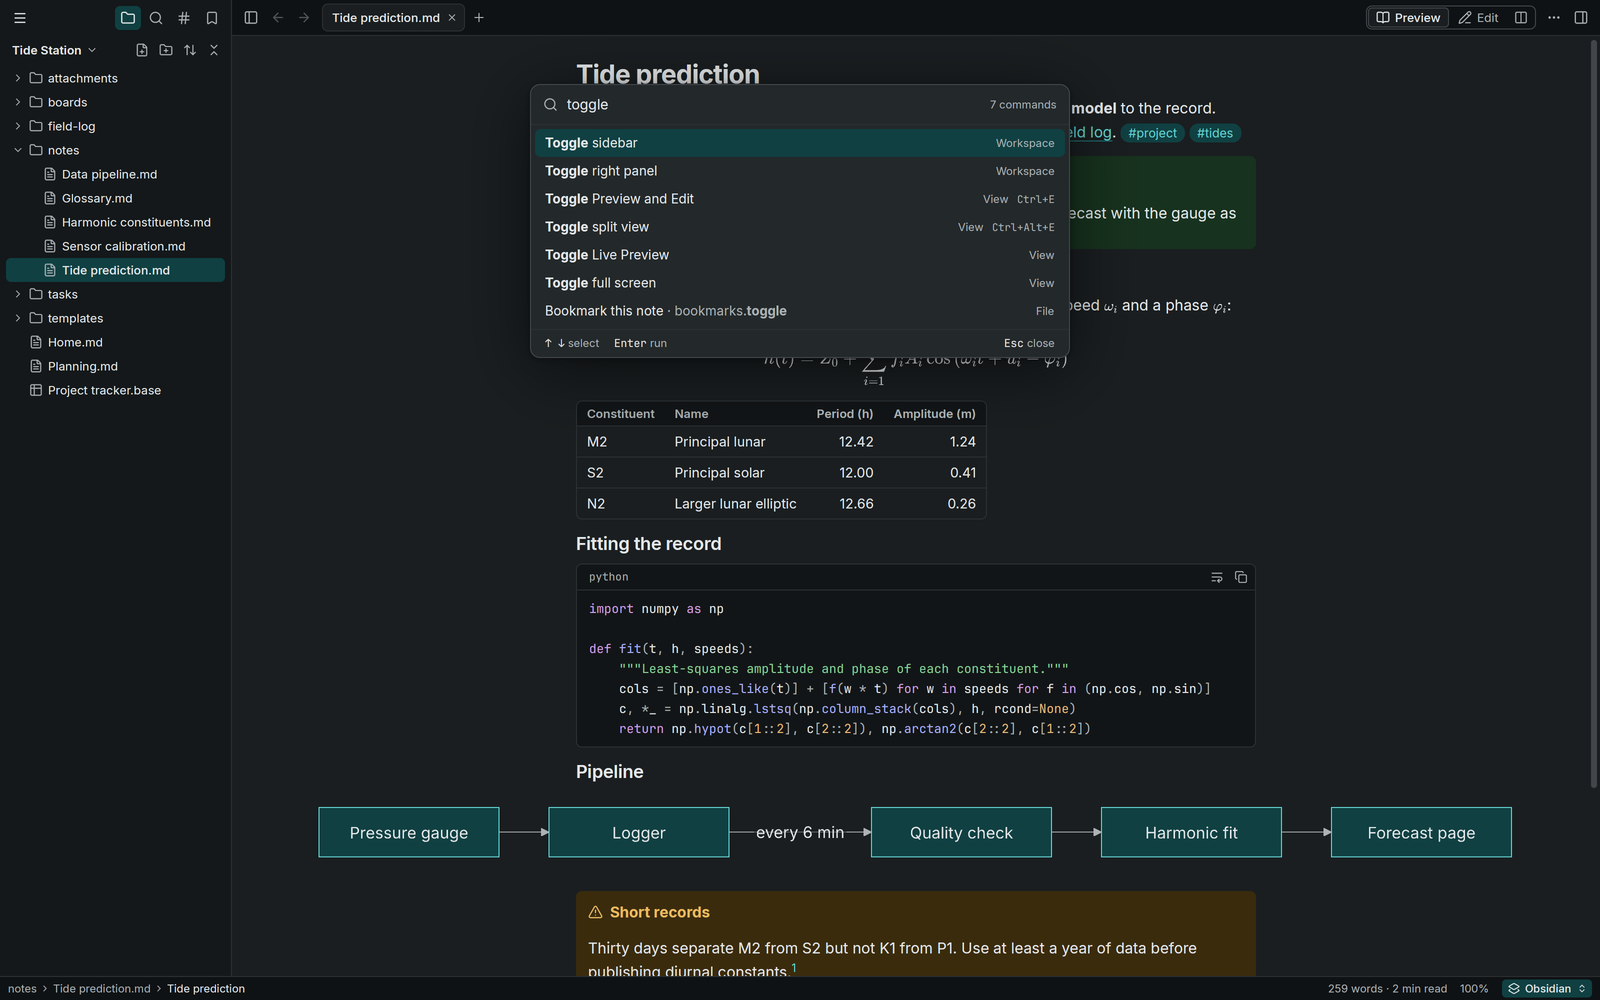 Tide Station
attachments
boards
field-log
notes
Data pipeline.md
Glossary.md
Harmonic constituents.md
Sensor calibration.md
Tide prediction.md
tasks
templates
Home.md
Planning.md
Project tracker.base
Tide prediction.md
Preview Edit
Tide prediction
model to the record.
eld log. #project #tides
toggle 7 commands
Toggle sidebar Workspace
Toggle right panel Workspace
Toggle Preview and Edit View Ctrl+E
Toggle split view View Ctrl+Alt+E
Toggle Live Preview View
Toggle full screen View
Bookmark this note · bookmarks.toggle File
↑ ↓ select Enter run Esc close
ecast with the gauge as
eed ωᵢ and a phase φᵢ:
i=1
Constituent Name Period (h) Amplitude (m)
M2 Principal lunar 12.42 1.24
S2 Principal solar 12.00 0.41
N2 Larger lunar elliptic 12.66 0.26
Fitting the record
python
import numpy as np
def fit(t, h, speeds):
"""Least-squares amplitude and phase of each constituent."""
cols = [np.ones_like(t)] + [f(w * t) for w in speeds for f in (np.cos, np.sin)]
c, *_ = np.linalg.lstsq(np.column_stack(cols), h, rcond=None)
return np.hypot(c[1::2], c[2::2]), np.arctan2(c[2::2], c[1::2])
Pipeline
Pressure gauge Logger every 6 min Quality check Harmonic fit Forecast page
Short records
Thirty days separate M2 from S2 but not K1 from P1. Use at least a year of data before
publishing diurnal constants.1
notes › Tide prediction.md › Tide prediction
259 words · 2 min read 100% Obsidian